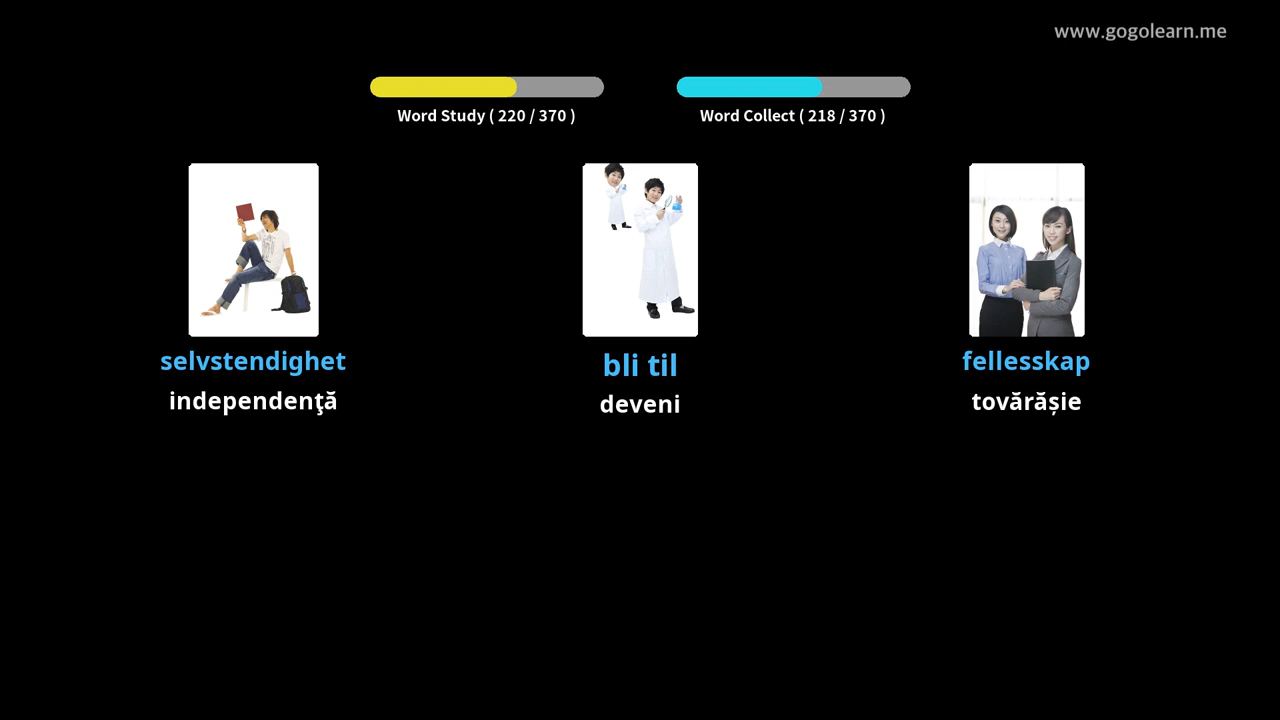 www.gogolearn.me
Word Study ( 220 / 370 )
Word Collect ( 218 / 370 )
selvstendighet
independenţă
bli til
deveni
fellesskap
tovărășie